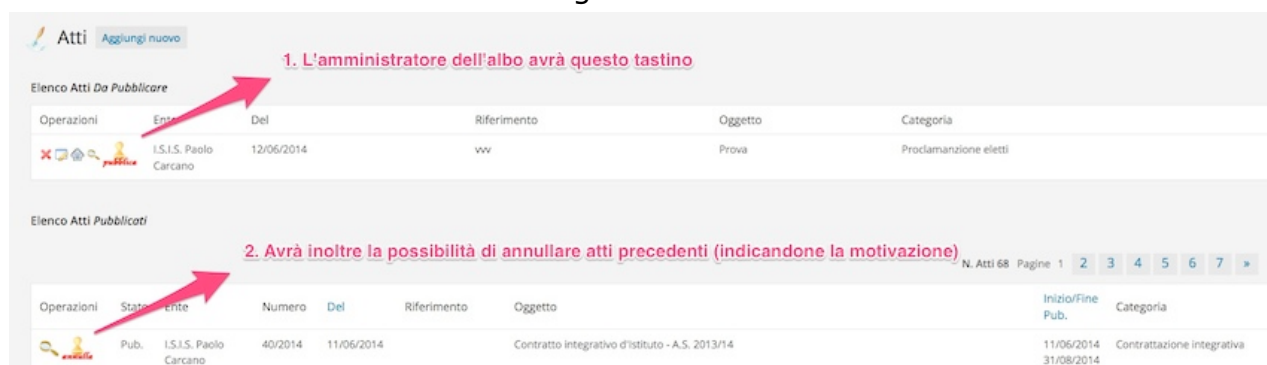 Atti Aggiungi nuovo
1. L'amministratore dell'albo avrà questo tastino
Elenco Atti Da Pubblicare
Operazioni Ente Del Riferimento Oggetto Categoria
pubblica I.S.I.S. Paolo Carcano 12/06/2014 vvv Prova Proclamanzione eletti
Elenco Atti Pubblicati
2. Avrà inoltre la possibilità di annullare atti precedenti (indicandone la motivazione)
N. Atti 68 Pagine 1 2 3 4 5 6 7 »
Operazioni Stato Ente Numero Del Riferimento Oggetto Inizio/Fine Pub. Categoria
annulla Pub. I.S.I.S. Paolo Carcano 40/2014 11/06/2014 Contratto integrativo d'Istituto - A.S. 2013/14 11/06/2014 31/08/2014 Contrattazione integrativa